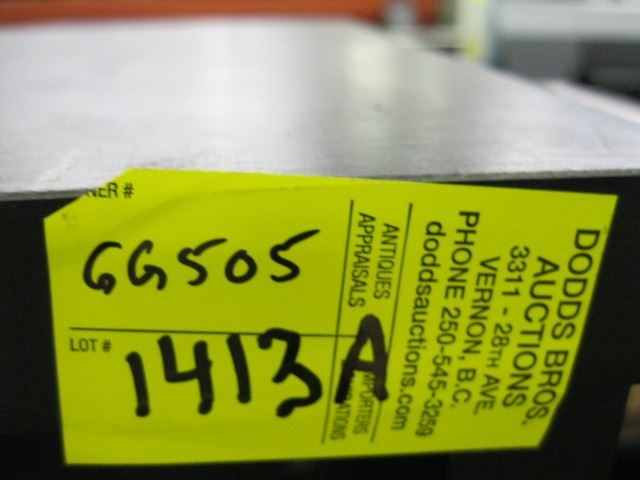 NER #
GG505
LOT #
1413A
ANTIQUES
APPRAISALS
DODDS BROS.
AUCTIONS
3311 - 28TH AVE.
VERNON, B.C.
PHONE 250-545-3259
doddsauctions.com